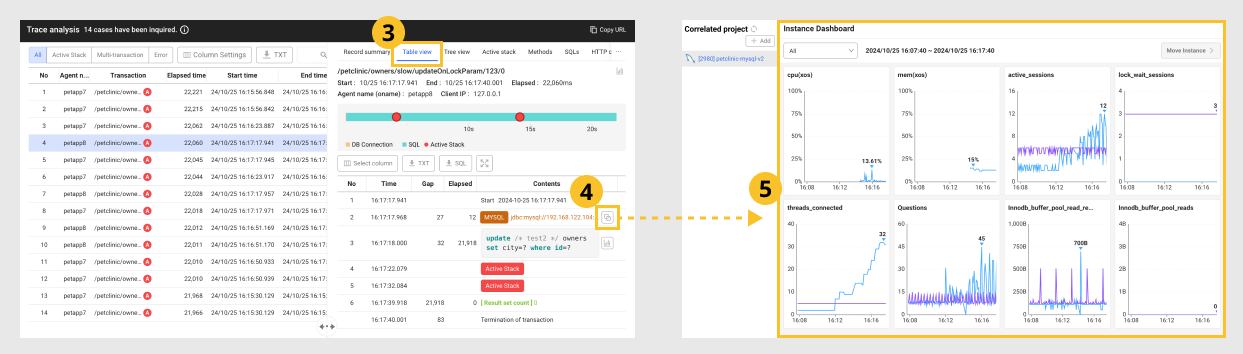 Trace analysis 14 cases have been inquired.
Copy URL
All Active Stack Multi-transaction Error Column Settings TXT
No Agent n... Transaction Elapsed time Start time End time
1 petapp7 /petclinic/owne... A 22,221 24/10/25 16:15:56.848 24/10/25 16:16:
2 petapp7 /petclinic/owne... A 22,215 24/10/25 16:15:56.842 24/10/25 16:16:
3 petapp7 /petclinic/owne... A 22,062 24/10/25 16:16:23.887 24/10/25 16:16:
4 petapp8 /petclinic/owne... A 22,060 24/10/25 16:17:17.941 24/10/25 16:17:
5 petapp7 /petclinic/owne... A 22,045 24/10/25 16:17:17.945 24/10/25 16:17:
6 petapp7 /petclinic/owne... A 22,044 24/10/25 16:16:23.917 24/10/25 16:16:
7 petapp8 /petclinic/owne... A 22,028 24/10/25 16:17:17.957 24/10/25 16:17:
8 petapp7 /petclinic/owne... A 22,018 24/10/25 16:17:17.971 24/10/25 16:17:
9 petapp8 /petclinic/owne... A 22,012 24/10/25 16:16:51.169 24/10/25 16:17:
10 petapp8 /petclinic/owne... A 22,011 24/10/25 16:16:51.170 24/10/25 16:17:
11 petapp7 /petclinic/owne... A 22,010 24/10/25 16:16:50.933 24/10/25 16:17:
12 petapp7 /petclinic/owne... A 22,010 24/10/25 16:16:50.939 24/10/25 16:17:
13 petapp7 /petclinic/owne... A 21,968 24/10/25 16:15:30.129 24/10/25 16:15:
14 petapp7 /petclinic/owne... A 21,966 24/10/25 16:15:30.129 24/10/25 16:15:
3
Record summary Table view Tree view Active stack Methods SQLs HTTP c ...
/petclinic/owners/slow/updateOnLockParam/123/0
Start : 10/25 16:17:17.941 End : 10/25 16:17:40.001 Elapsed : 22,060ms
Agent name (oname) : petapp8 Client IP : 127.0.0.1
10s 15s 20s
DB Connection SQL Active Stack
Select column TXT SQL
No Time Gap Elapsed Contents
4
1 16:17:17.941 Start 2024-10-25 16:17:17.941
2 16:17:17.968 27 12 MYSQL jdbc:mysql://192.168.122.104:
3 16:17:18.000 32 21,918 update /* test2 */ owners
set city=? where id=?
4 16:17:22.079 Active Stack
5 16:17:32.084 Active Stack
6 16:17:39.918 21,918 0 [ Result set count ] 0
16:17:40.001 83 Termination of transaction
Correlated project
+ Add
[2980] petclinic-mysql-v2
5
Instance Dashboard
All 2024/10/25 16:07:40 ~ 2024/10/25 16:17:40 Move Instance
cpu(xos)
100%
75%
50%
25%
0%
13.61%
16:08 16:12 16:16
mem(xos)
100%
75%
50%
25%
0%
15%
16:08 16:12 16:16
active_sessions
16
12
8
4
0
12
16:08 16:12 16:16
lock_wait_sessions
4
3
2
1
0
3
16:08 16:12 16:16
threads_connected
40
30
20
10
0
32
16:08 16:12 16:16
Questions
60
45
30
15
0
45
16:08 16:12 16:16
Innodb_buffer_pool_read_re...
1,000B
750B
500B
250B
0
700B
16:08 16:12 16:16
Innodb_buffer_pool_reads
4B
3B
2B
1B
0
0
16:08 16:12 16:16